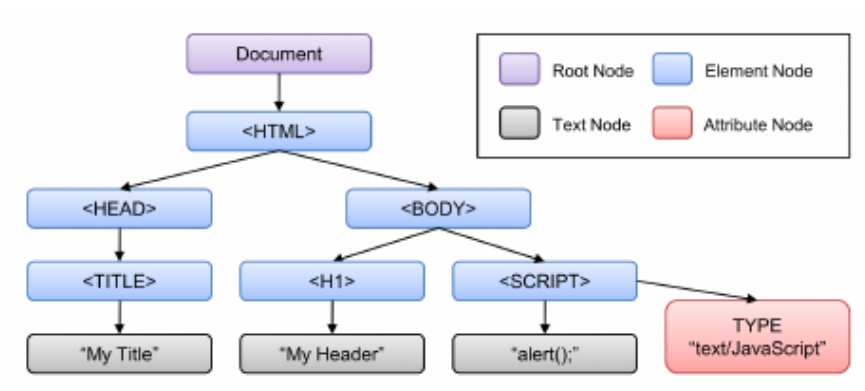 Document
Root Node
Element Node
Text Node
Attribute Node
<HTML>
<HEAD>
<BODY>
<TITLE>
<H1>
<SCRIPT>
“My Title”
“My Header”
“alert();”
TYPE
“text/JavaScript”